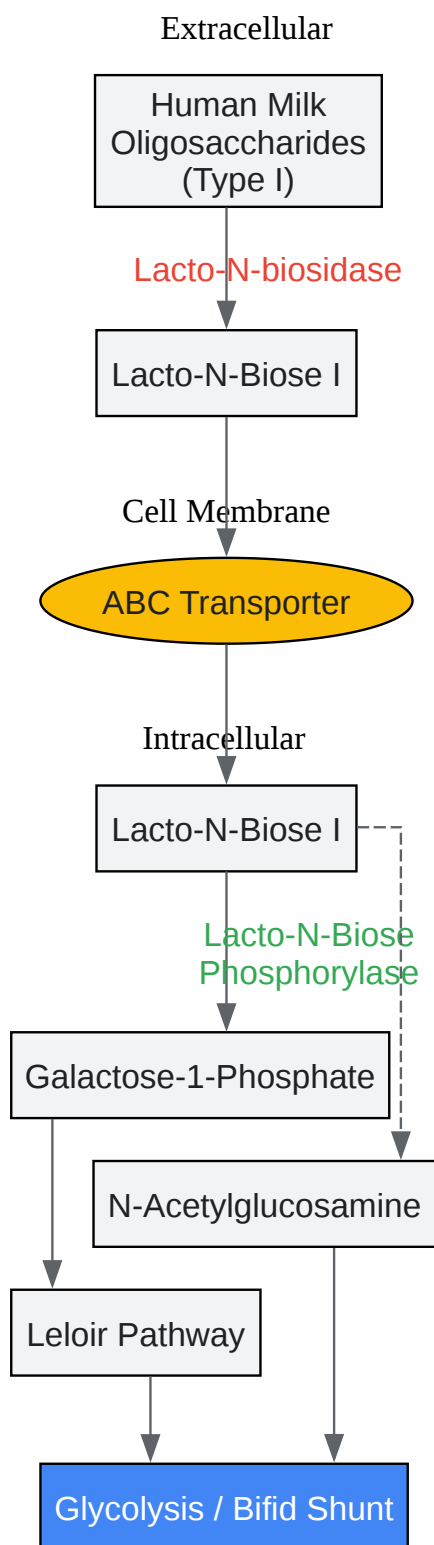 Extracellular
Human Milk
Oligosaccharides
(Type I)
Lacto-N-biosidase
Lacto-N-Biose I
Cell Membrane
ABC Transporter
Intracellular
Lacto-N-Biose I
Lacto-N-Biose
Phosphorylase
Galactose-1-Phosphate
N-Acetylglucosamine
Leloir Pathway
Glycolysis / Bifid Shunt